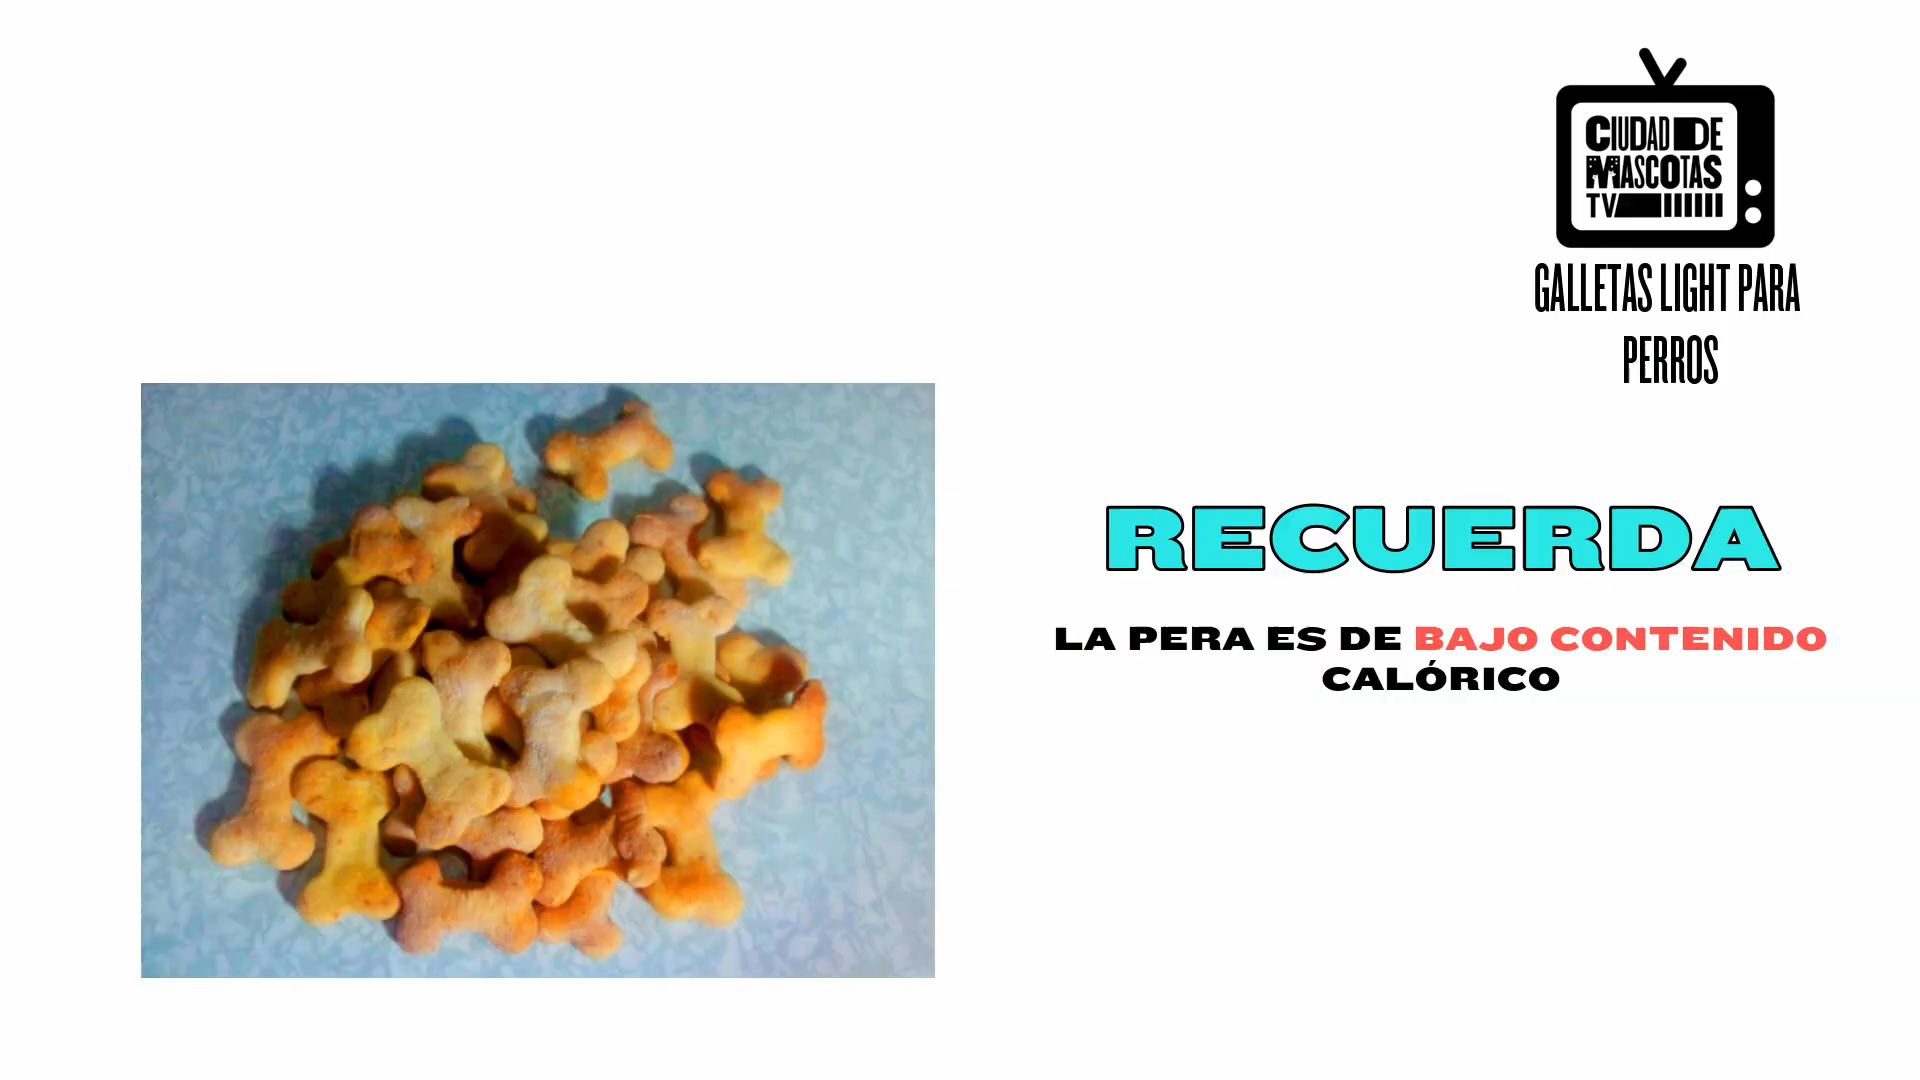 CIUDAD DE
MASCOTAS
TV
GALLETAS LIGHT PARA
PERROS
RECUERDA
LA PERA ES DE BAJO CONTENIDO
CALÓRICO